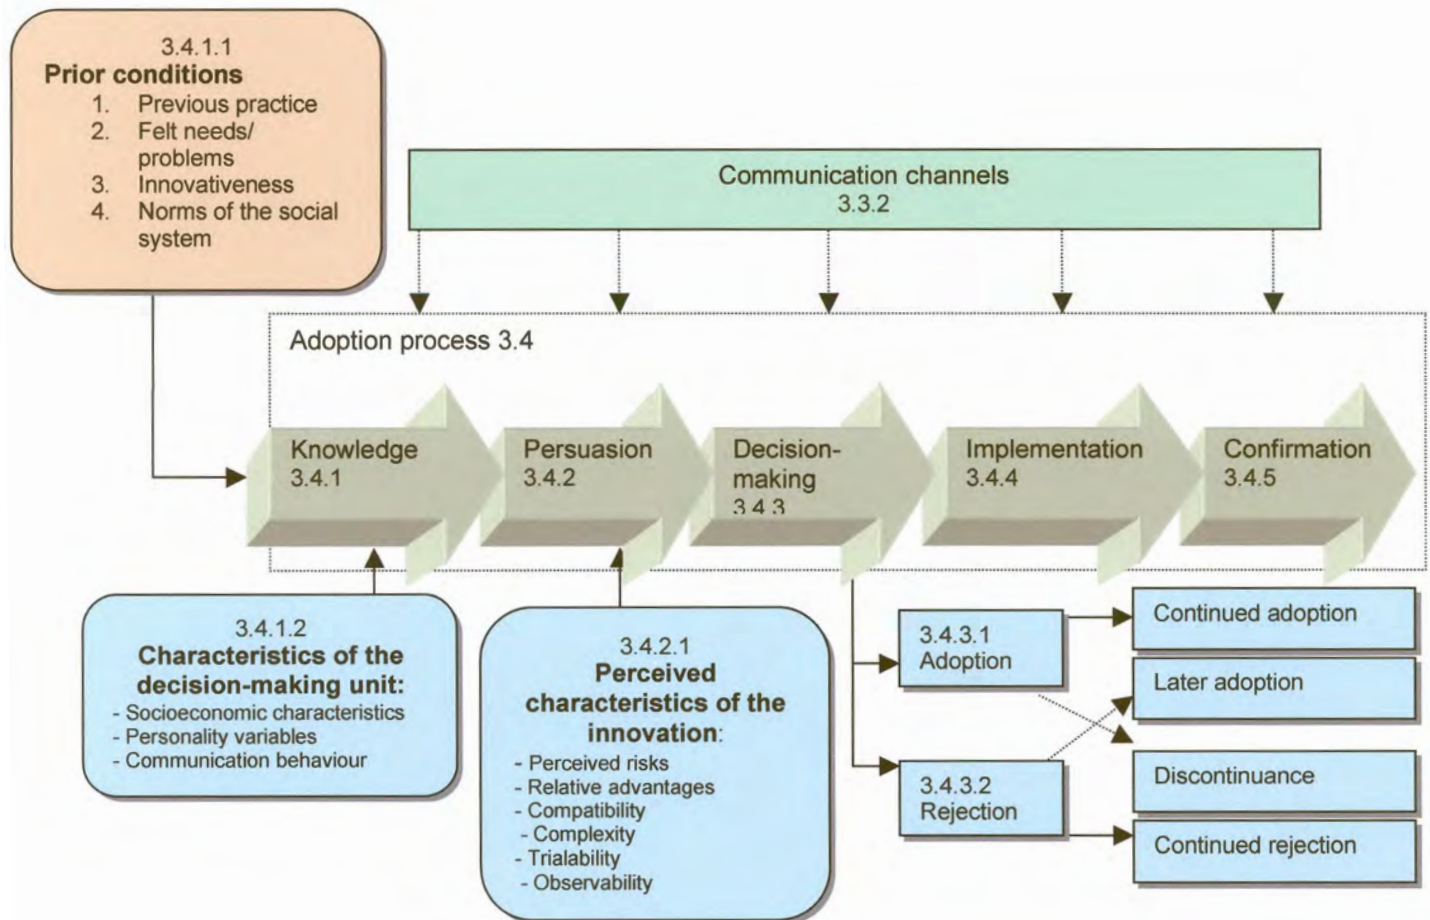 3.4.1.1
Prior conditions
1. Previous practice
2. Felt needs/
problems
3. Innovativeness
4. Norms of the social
system
Communication channels
3.3.2
Adoption process 3.4
Knowledge
3.4.1
Persuasion
3.4.2
Decision-
making
3.4.3
Implementation
3.4.4
Confirmation
3.4.5
3.4.1.2
Characteristics of the
decision-making unit:
- Socioeconomic characteristics
- Personality variables
- Communication behaviour
3.4.2.1
Perceived
characteristics of the
innovation:
- Perceived risks
- Relative advantages
- Compatibility
- Complexity
- Trialability
- Observability
3.4.3.1
Adoption
3.4.3.2
Rejection
Continued adoption
Later adoption
Discontinuance
Continued rejection